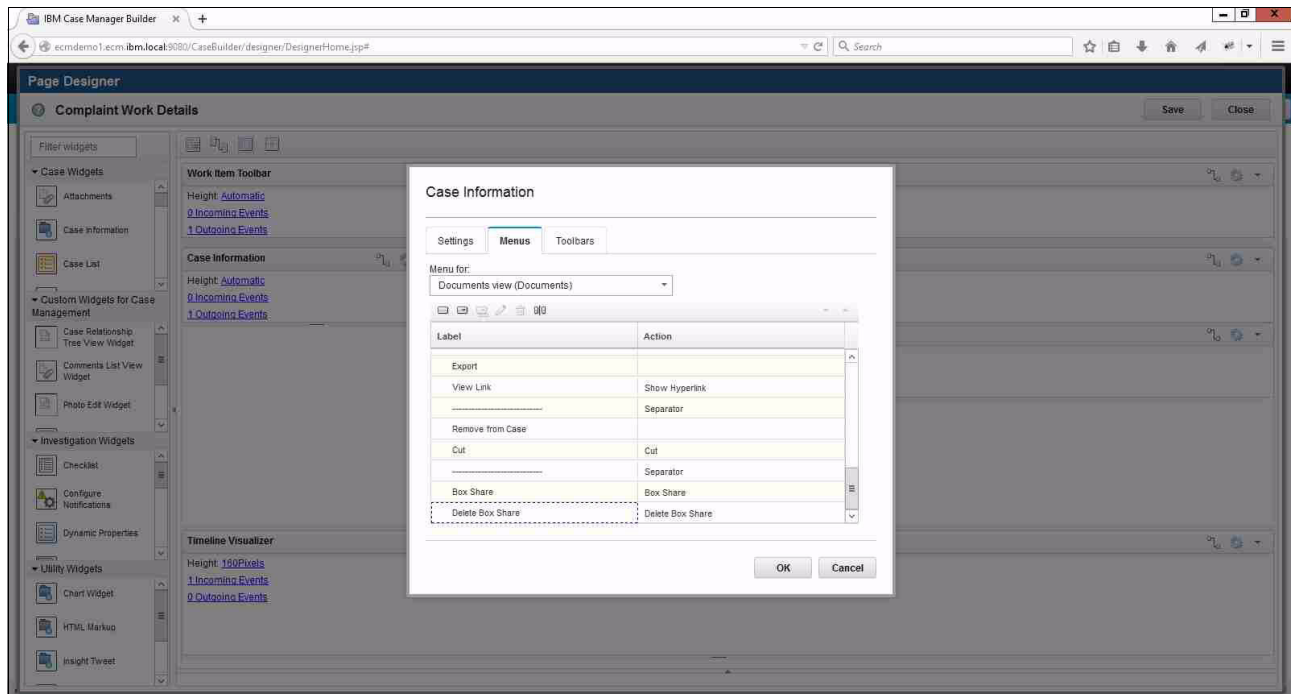 IBM Case Manager Builder
ecmdemo1.ecm.ibm.local:9080/CaseBuilder/designer/DesignerHome.jsp#
Search
Page Designer
Complaint Work Details
Save
Close
Filter widgets
Case Widgets
Attachments
Case Information
Case List
Custom Widgets for Case
Management
Case Relationship
Tree View Widget
Comments List View
Widget
Photo Edit Widget
Investigation Widgets
Checklist
Configure
Notifications
Dynamic Properties
Utility Widgets
Chart Widget
HTML Markup
Insight Tweet
Work Item Toolbar
Height: Automatic
0 Incoming Events
1 Outgoing Events
Case Information
Height: Automatic
0 Incoming Events
1 Outgoing Events
Timeline Visualizer
Height: 160Pixels
1 Incoming Events
0 Outgoing Events
Case Information
Settings
Menus
Toolbars
Menu for:
Documents view (Documents)
Label Action
Export
View Link Show Hyperlink
------------------------------ Separator
Remove from Case
Cut Cut
------------------------------ Separator
Box Share Box Share
Delete Box Share Delete Box Share
OK
Cancel